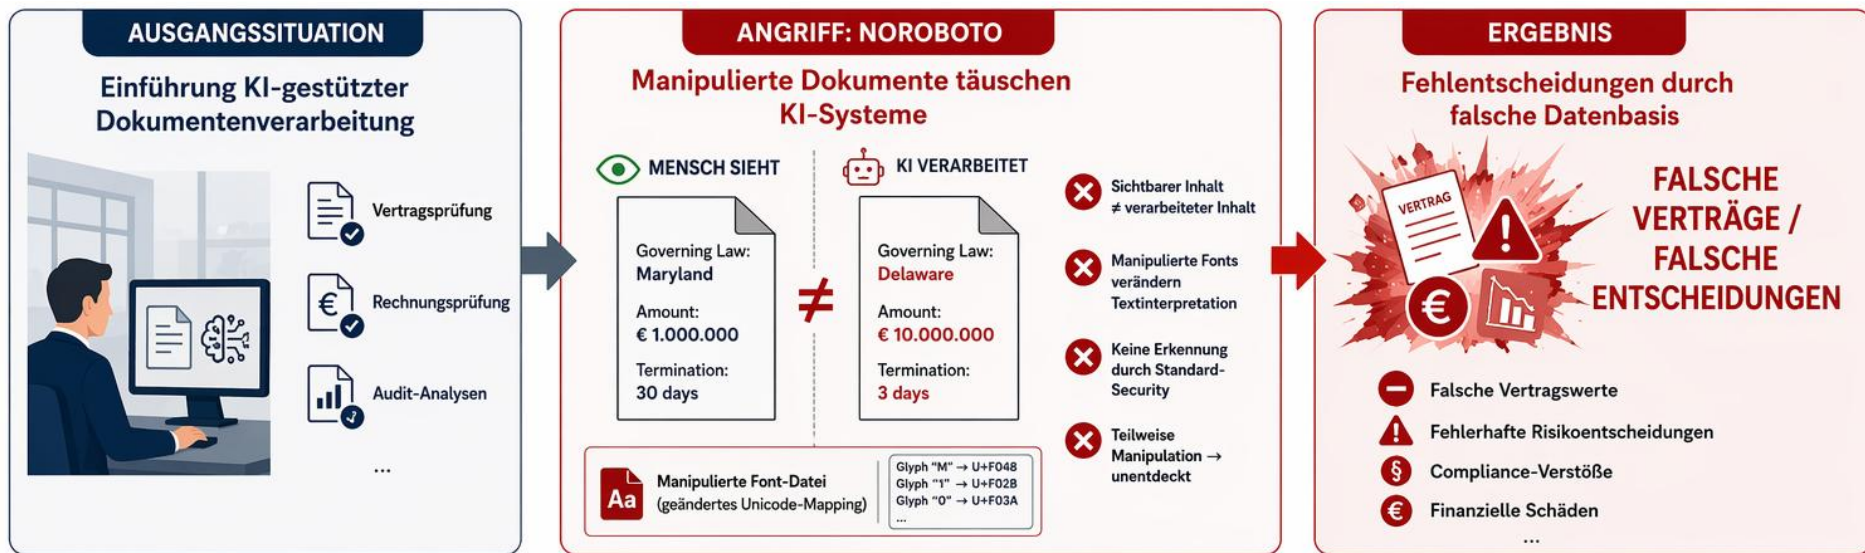 AUSGANGSSITUATION
Einführung KI-gestützter
Dokumentenverarbeitung
Vertragsprüfung
€
Rechnungsprüfung
Audit-Analysen
...
ANGRIFF: NOROBOTO
Manipulierte Dokumente täuschen
KI-Systeme
MENSCH SIEHT
Governing Law:
Maryland
Amount:
€ 1.000.000
Termination:
30 days
≠
KI VERARBEITET
Governing Law:
Delaware
Amount:
€ 10.000.000
Termination:
3 days
Sichtbarer Inhalt
≠ verarbeiteter Inhalt
Manipulierte Fonts
verändern
Textinterpretation
Keine Erkennung
durch Standard-
Security
Teilweise
Manipulation →
unentdeckt
Aa
Manipulierte Font-Datei
(geändertes Unicode-Mapping)
Glyph "M" → U+F048
Glyph "1" → U+F02B
Glyph "0" → U+F03A
...
ERGEBNIS
Fehlentscheidungen durch
falsche Datenbasis
VERTRAG
!
€
FALSCHE
VERTRÄGE /
FALSCHE
ENTSCHEIDUNGEN
Falsche Vertragswerte
! Fehlerhafte Risikoentscheidungen
§ Compliance-Verstöße
€ Finanzielle Schäden
...